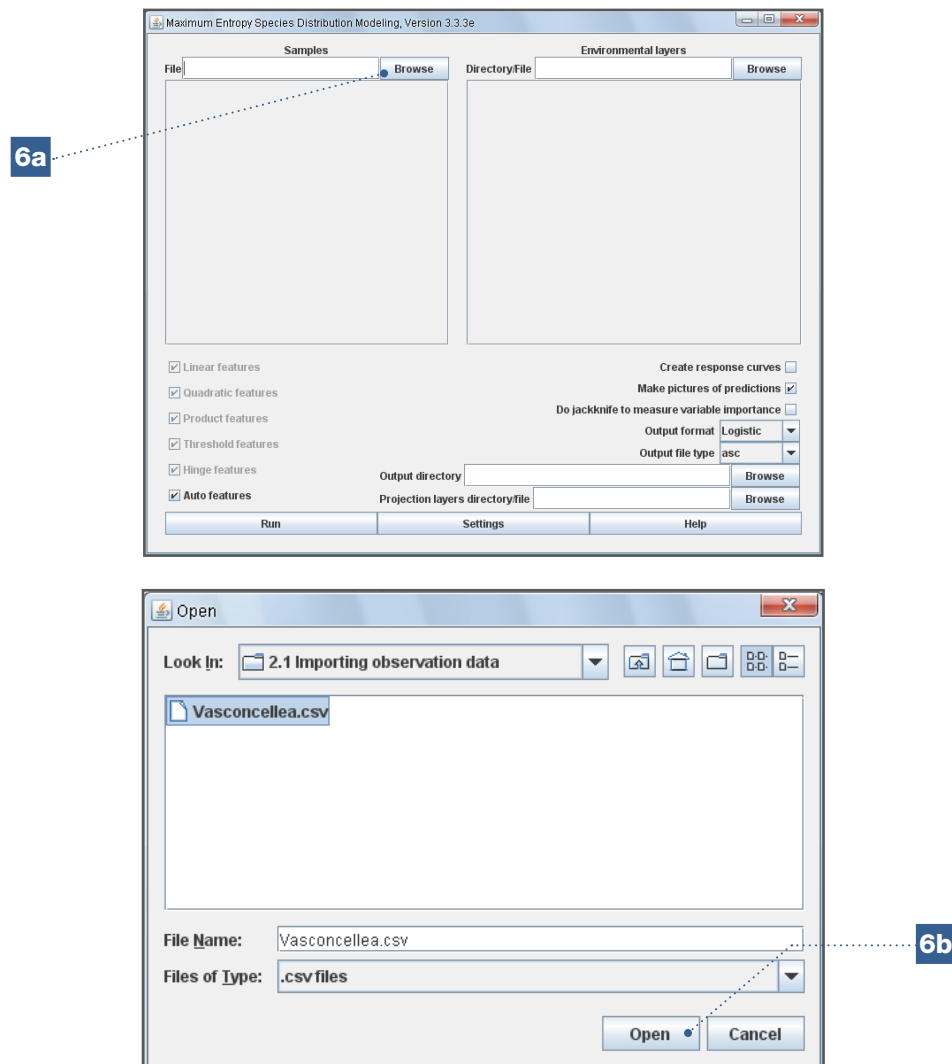 Maximum Entropy Species Distribution Modeling, Version 3.3.3e
Samples
Environmental layers
File Browse
Directory/File Browse
6a
Linear features
Quadratic features
Product features
Threshold features
Hinge features
Auto features
Create response curves
Make pictures of predictions
Do jackknife to measure variable importance
Output format Logistic
Output file type asc
Output directory Browse
Projection layers directory/file Browse
Run Settings Help
Open
Look In: 2.1 Importing observation data
Vasconcellea.csv
File Name: Vasconcellea.csv
6b
Files of Type: .csv files
Open Cancel